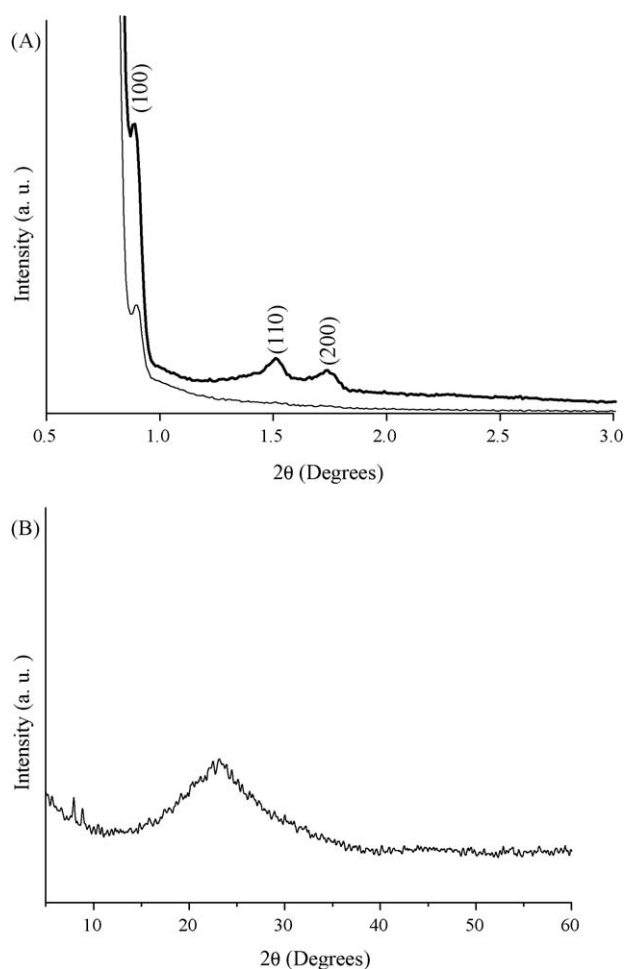 (A)
(100)
(110)
(200)
Intensity (a. u. )
0.5 1.0 1.5 2.0 2.5 3.0
2θ (Degrees)
(B)
Intensity (a. u. )
10 20 30 40 50 60
2θ (Degrees)